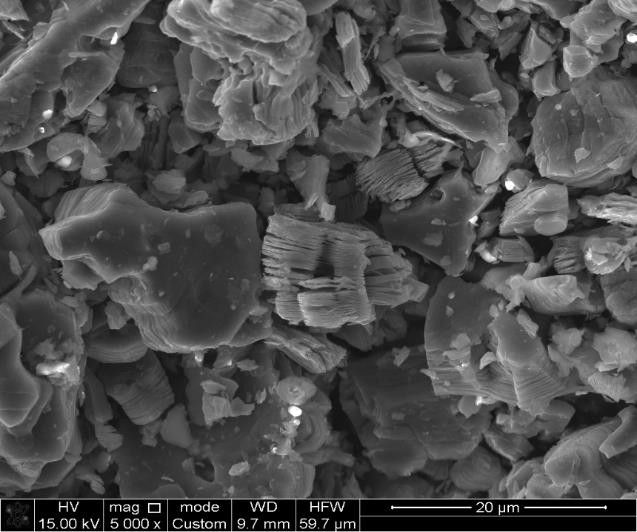 HV mag □ mode WD HFW
15.00 kV 5 000 x Custom 9.7 mm 59.7 µm
20 µm